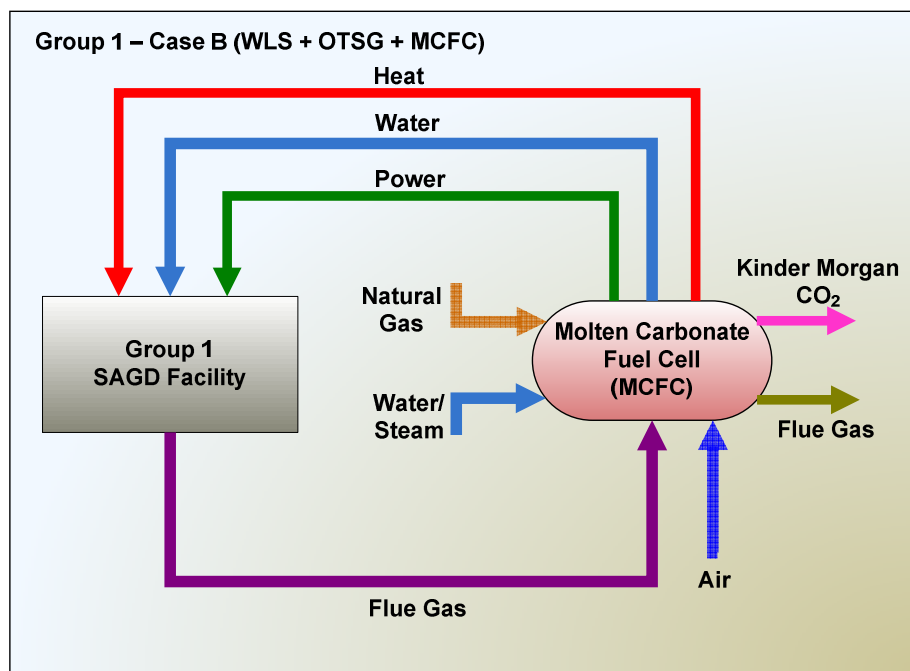 Group 1 – Case B (WLS + OTSG + MCFC)
Heat
Water
Power
Kinder Morgan
CO₂
Natural
Gas
Molten Carbonate
Fuel Cell
(MCFC)
Group 1
SAGD Facility
Water/
Steam
Flue Gas
Air
Flue Gas